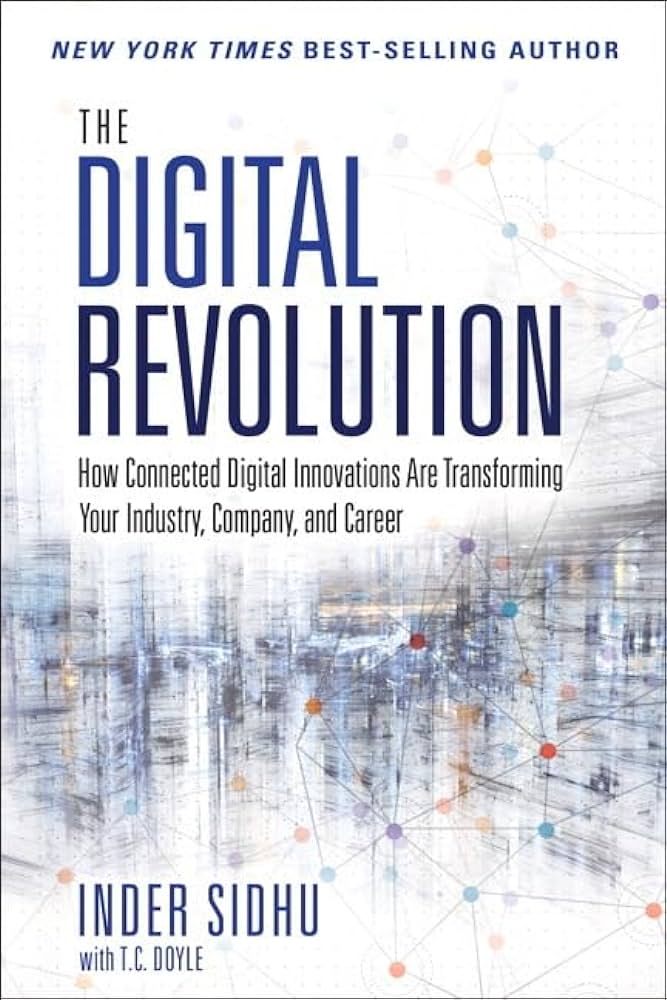 NEW YORK TIMES BEST-SELLING AUTHOR
THE
DIGITAL
REVOLUTION
How Connected Digital Innovations Are Transforming
Your Industry, Company, and Career
INDER SIDHU
with T.C. DOYLE